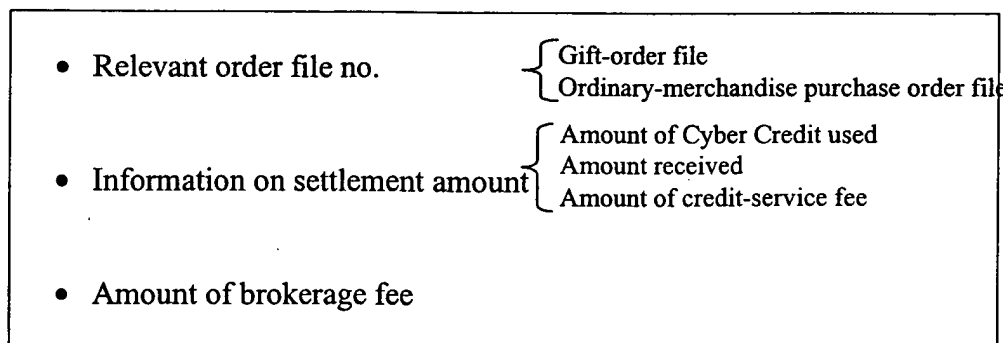 • Relevant order file no.
Gift-order file
Ordinary-merchandise purchase order file
• Information on settlement amount
Amount of Cyber Credit used
Amount received
Amount of credit-service fee
• Amount of brokerage fee